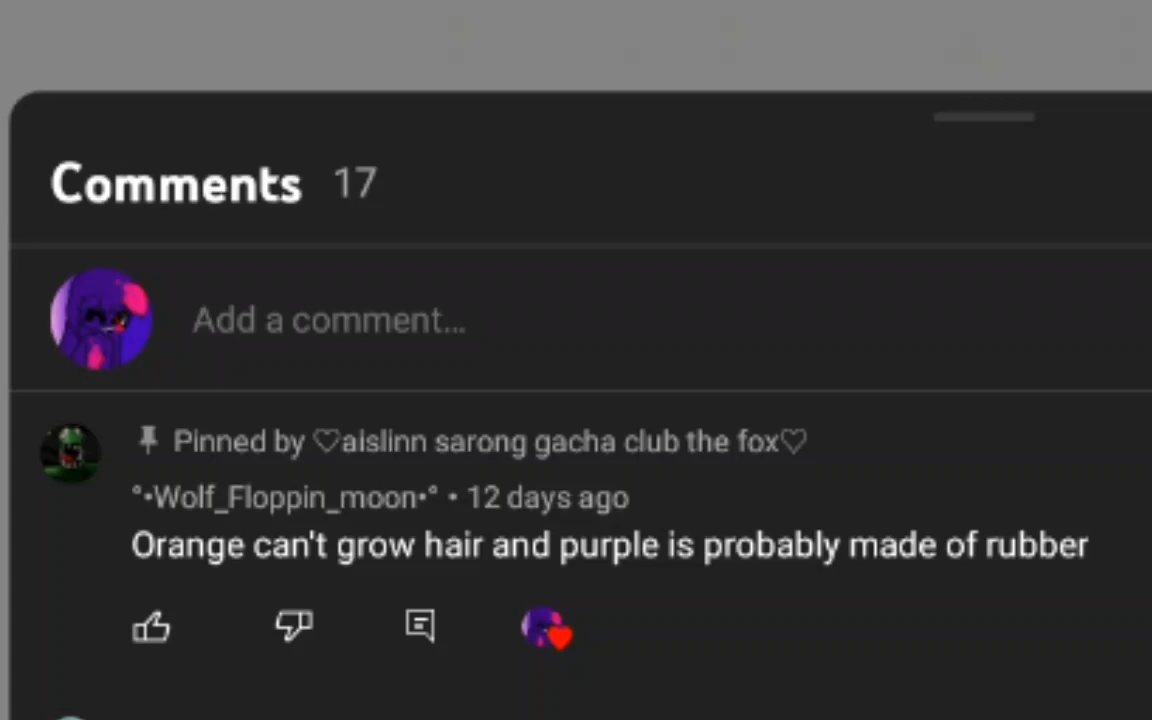 Comments 17
Add a comment...
Pinned by ♡aislinn sarong gacha club the fox♡
°•Wolf_Floppin_moon•° • 12 days ago
Orange can't grow hair and purple is probably made of rubber